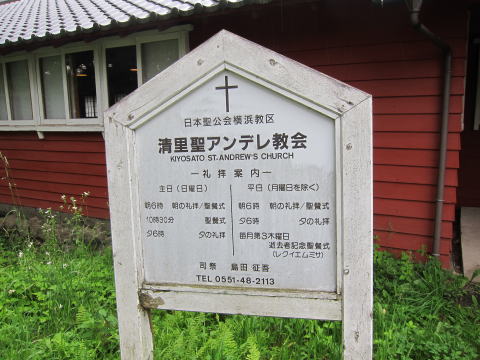 日本聖公会横浜教区
清里聖アンデレ教会
KIYOSATO ST・ANDREW'S CHURCH
ー礼拝案内ー
主日(日曜日)
朝6時 朝の礼拝/聖餐式
10時30分 聖餐式
夕6時 夕の礼拝
平日(月曜日を除く)
朝6時 朝の礼拝/聖餐式
夕6時 夕の礼拝
毎月第3木曜日
逝去者記念聖餐式
(レクイエムミサ)
司祭 島田征吾
TEL 0551-48-2113